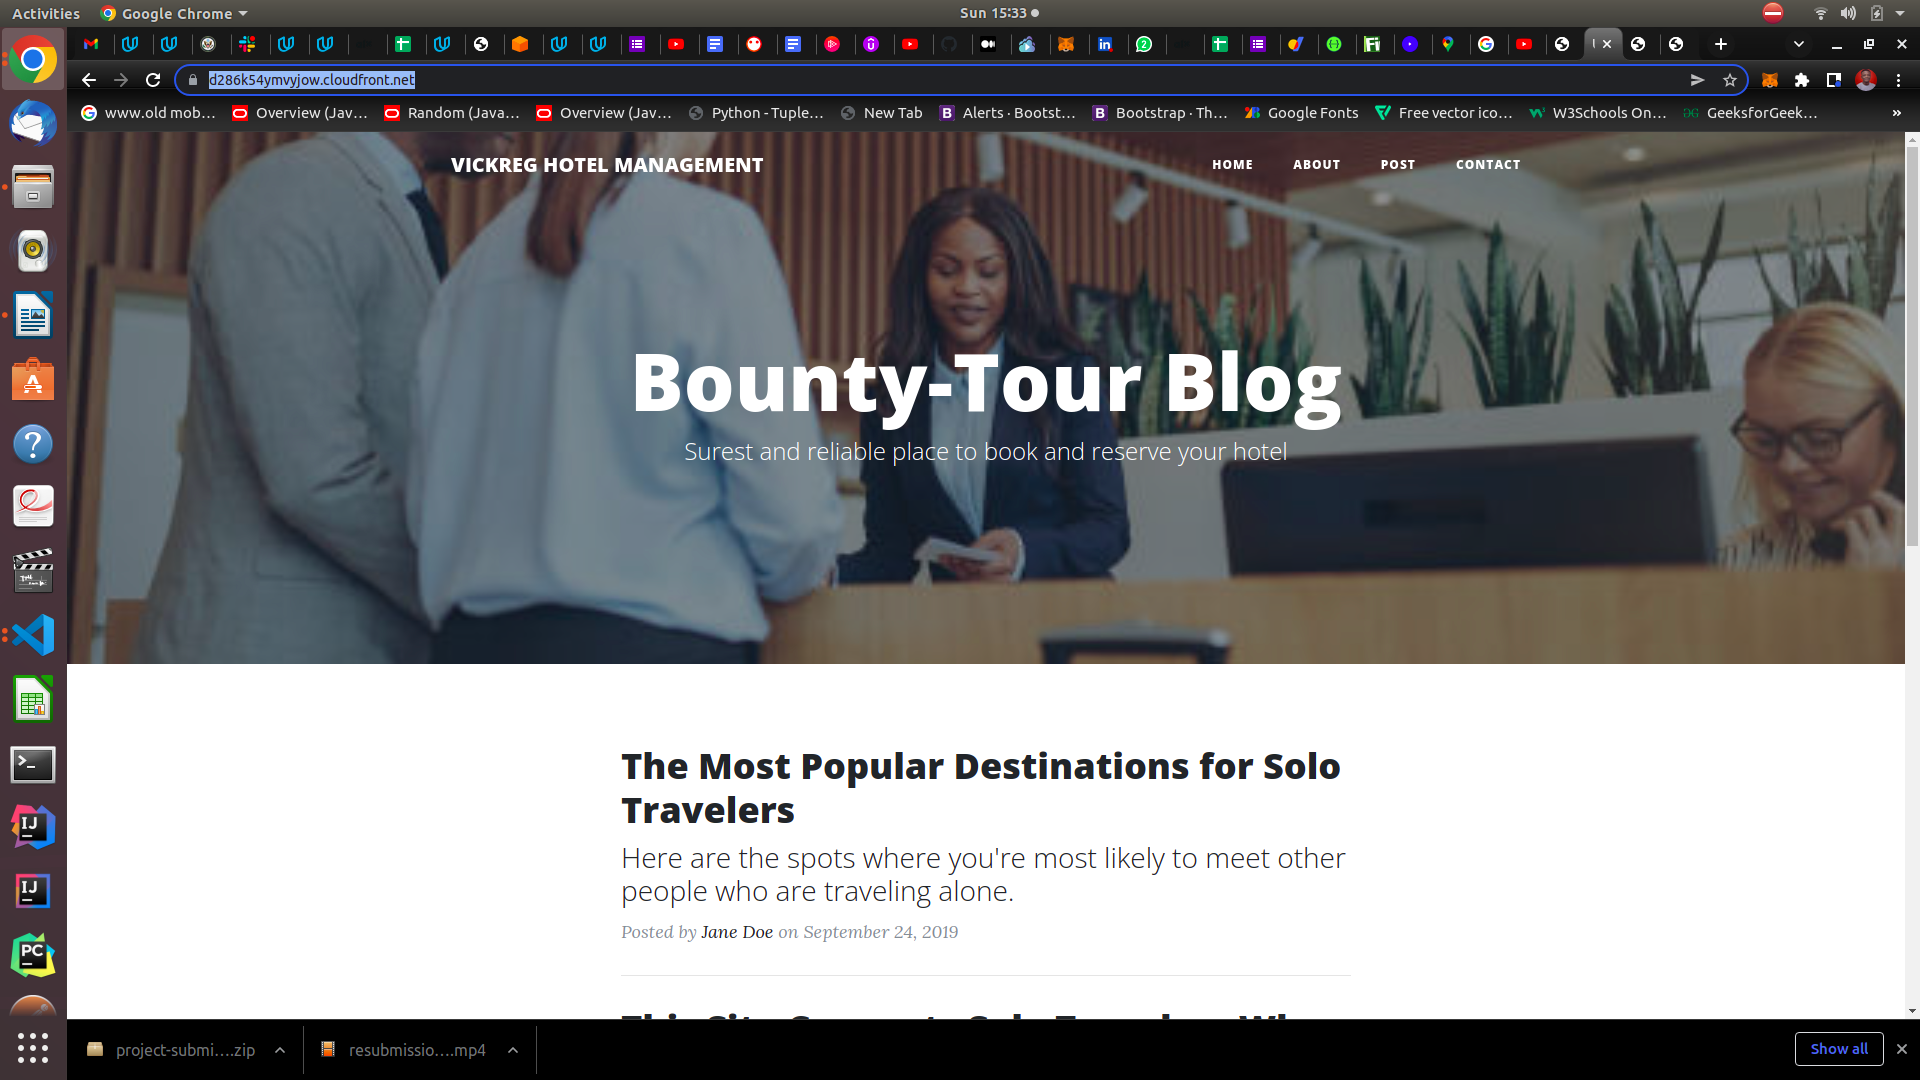 Activities
Google Chrome
Sun 15:33
d286k54ymvyjow.cloudfront.net
www.old mob...
Overview (Jav...
Random (Java...
Overview (Jav...
Python - Tuple...
New Tab
Alerts · Bootst...
Bootstrap · Th...
Google Fonts
Free vector ico...
W3Schools On...
GeeksforGeek...
»
VICKREG HOTEL MANAGEMENT
HOME
ABOUT
POST
CONTACT
Bounty-Tour Blog
Surest and reliable place to book and reserve your hotel
The Most Popular Destinations for Solo
Travelers
Here are the spots where you're most likely to meet other
people who are traveling alone.
Posted by Jane Doe on September 24, 2019
project-submi....zip
resubmissio....mp4
Show all